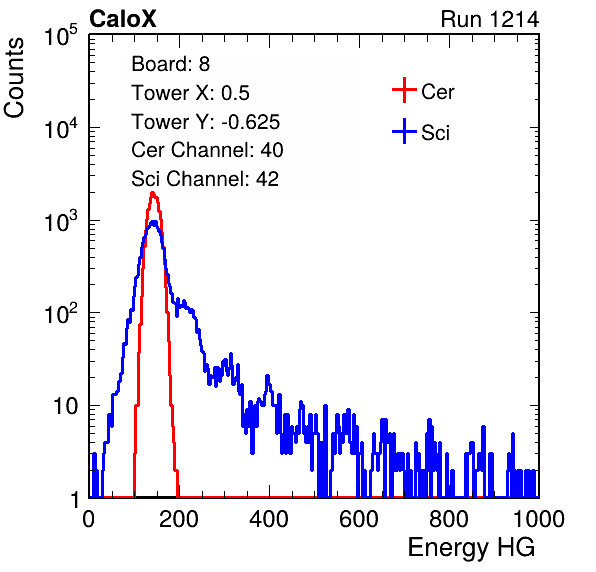 CaloX Run 1214
Counts
Board: 8
Tower X: 0.5
Tower Y: -0.625
Cer Channel: 40
Sci Channel: 42
Cer
Sci
10^5
10^4
10^3
10^2
10
1
0 200 400 600 800 1000
Energy HG